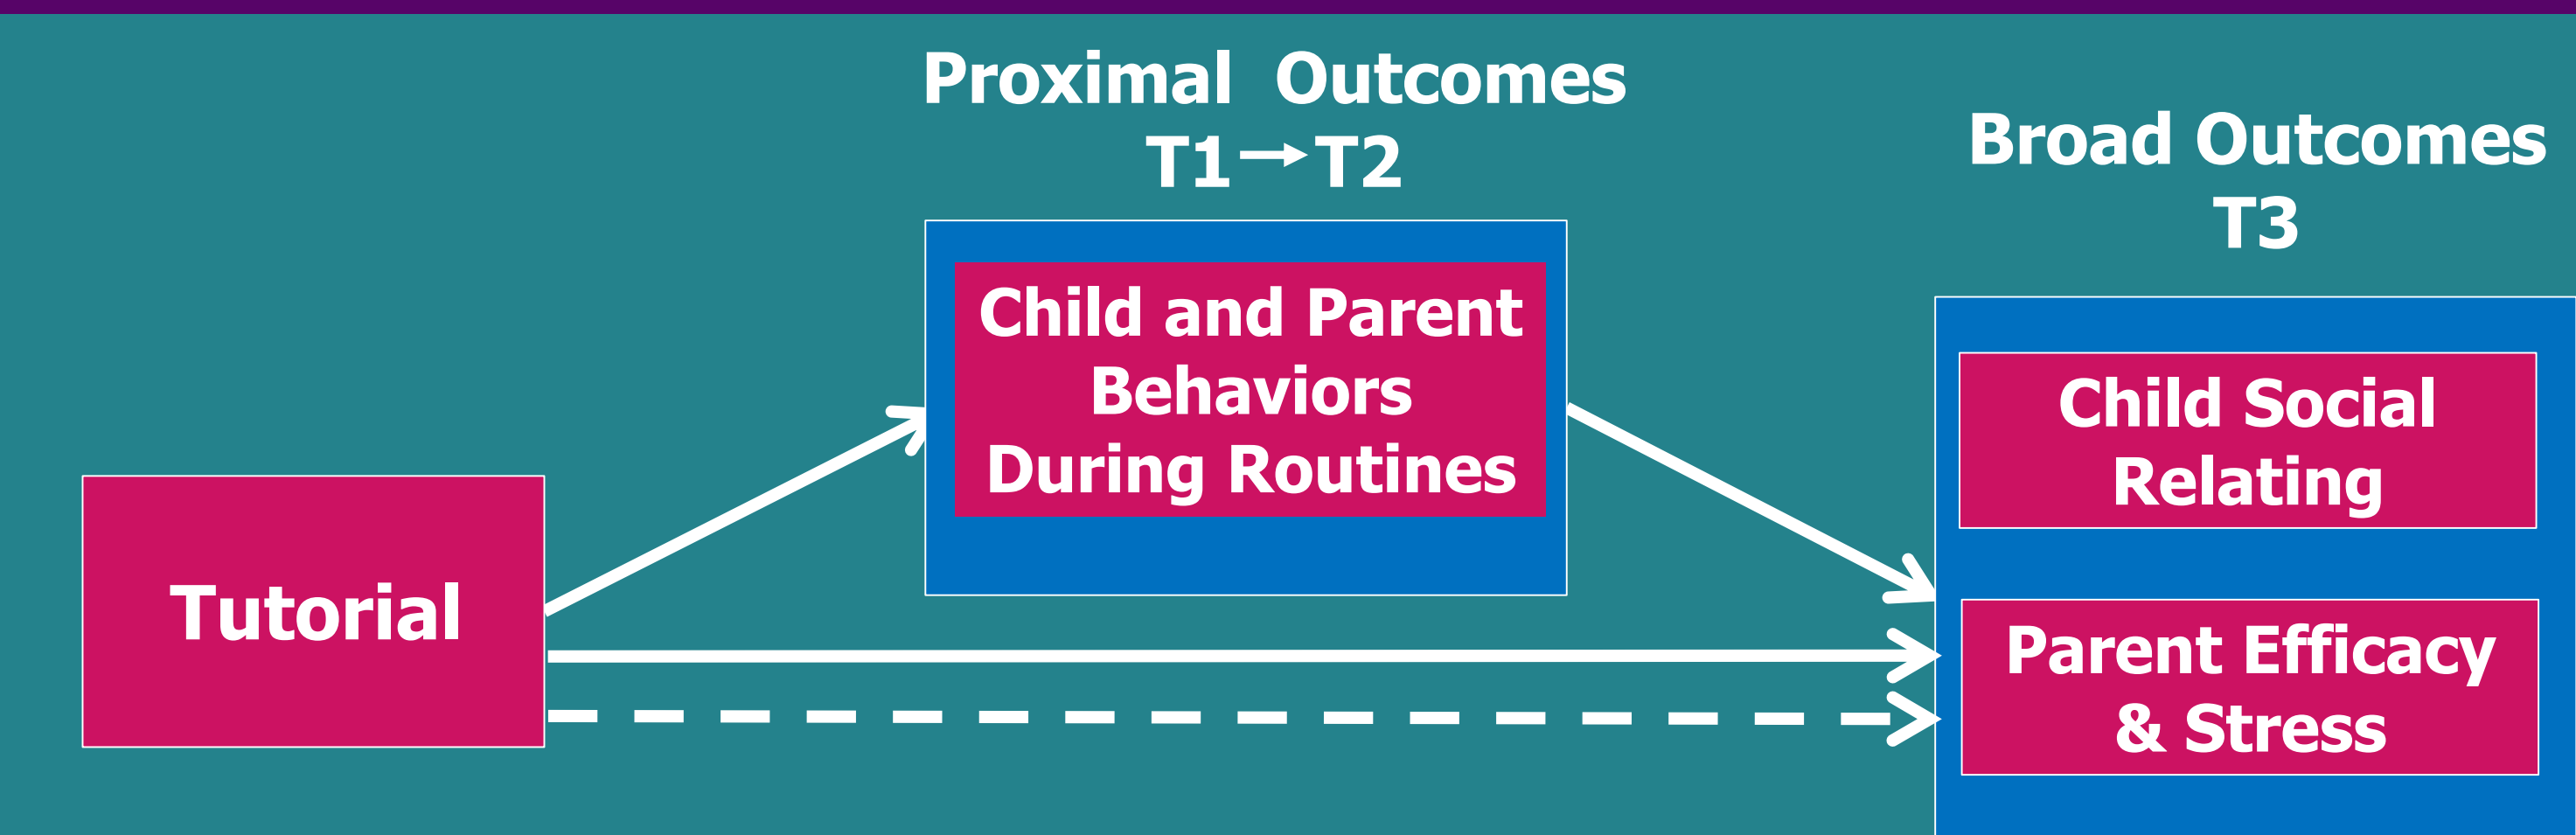 Proximal  Outcomes
T1→T2
Broad Outcomes
T3
Child and Parent
Behaviors
During Routines
Child Social
Relating
Tutorial
Parent Efficacy
& Stress